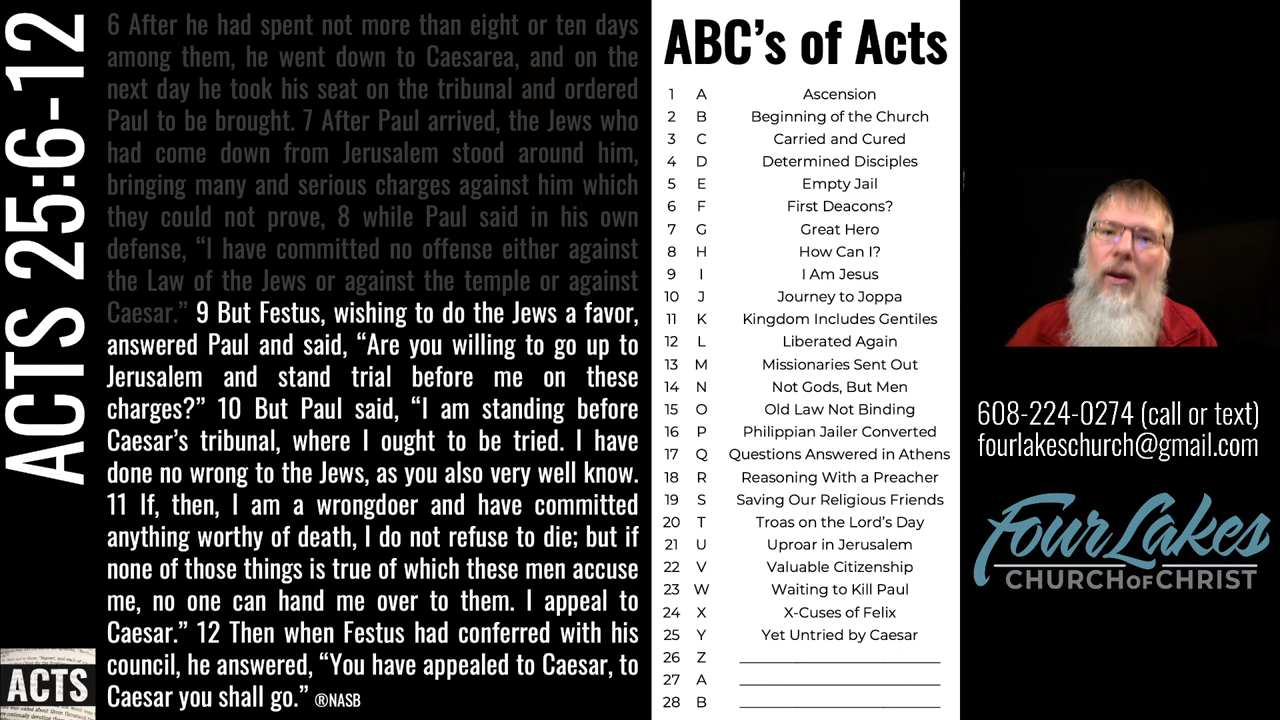 ACTS 25:6-12
6 After he had spent not more than eight or ten days
among them, he went down to Caesarea, and on the
next day he took his seat on the tribunal and ordered
Paul to be brought. 7 After Paul arrived, the Jews who
had come down from Jerusalem stood around him,
bringing many and serious charges against him which
they could not prove, 8 while Paul said in his own
defense, “I have committed no offense either against
the Law of the Jews or against the temple or against
Caesar.” 9 But Festus, wishing to do the Jews a favor,
answered Paul and said, “Are you willing to go up to
Jerusalem and stand trial before me on these
charges?” 10 But Paul said, “I am standing before
Caesar’s tribunal, where I ought to be tried. I have
done no wrong to the Jews, as you also very well know.
11 If, then, I am a wrongdoer and have committed
anything worthy of death, I do not refuse to die; but if
none of those things is true of which these men accuse
me, no one can hand me over to them. I appeal to
Caesar.” 12 Then when Festus had conferred with his
council, he answered, “You have appealed to Caesar, to
Caesar you shall go.” ®NASB
ACTS
ABC’s of Acts
1 A Ascension
2 B Beginning of the Church
3 C Carried and Cured
4 D Determined Disciples
5 E Empty Jail
6 F First Deacons?
7 G Great Hero
8 H How Can I?
9 I I Am Jesus
10 J Journey to Joppa
11 K Kingdom Includes Gentiles
12 L Liberated Again
13 M Missionaries Sent Out
14 N Not Gods, But Men
15 O Old Law Not Binding
16 P Philippian Jailer Converted
17 Q Questions Answered in Athens
18 R Reasoning With a Preacher
19 S Saving Our Religious Friends
20 T Troas on the Lord’s Day
21 U Uproar in Jerusalem
22 V Valuable Citizenship
23 W Waiting to Kill Paul
24 X X-Cuses of Felix
25 Y Yet Untried by Caesar
26 Z
27 A
28 B
608-224-0274 (call or text)
fourlakeschurch@gmail.com
Four Lakes
CHURCH OF CHRIST